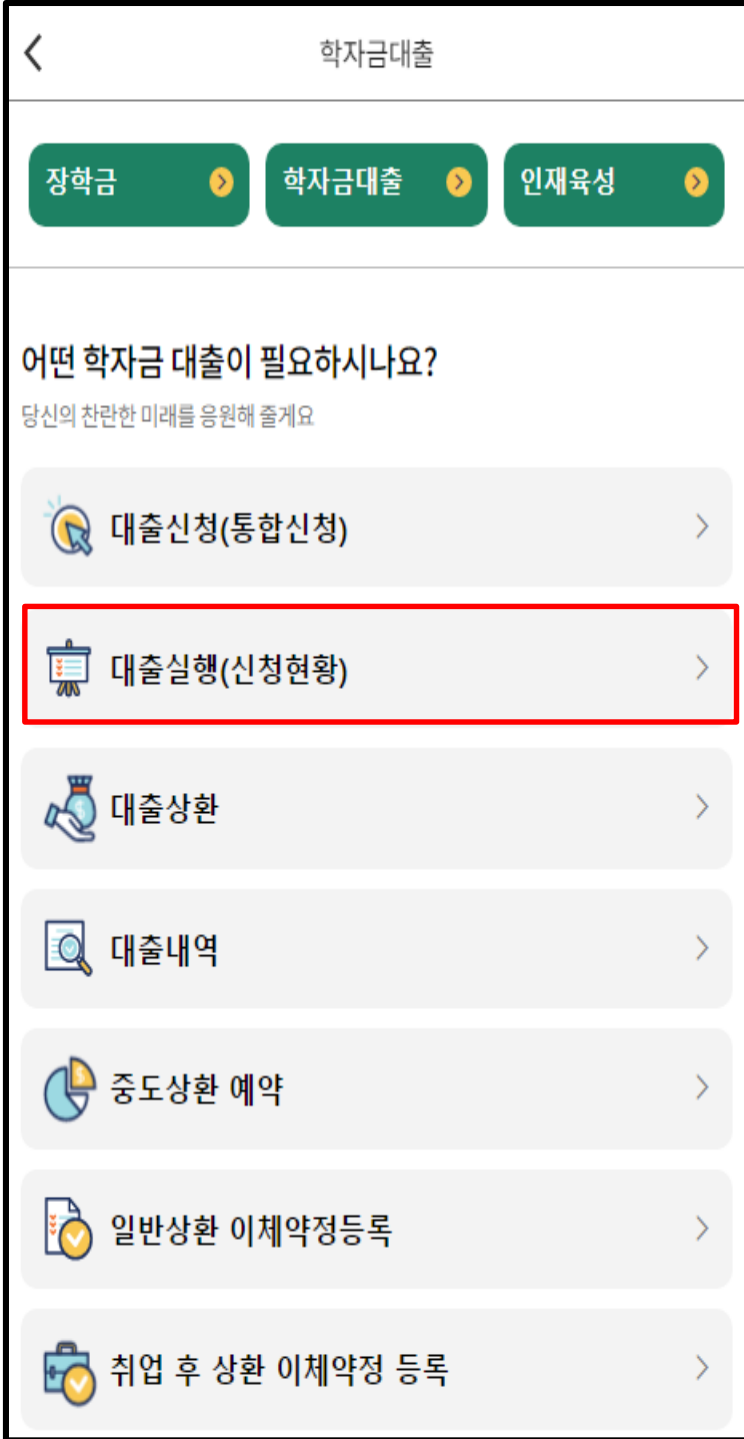 학자금대출
장학금
학자금대출
인재육성
어떤 학자금 대출이 필요하시나요?
당신의 찬란한 미래를 응원해 줄게요
대출신청(통합신청)
대출실행(신청현황)
대출상환
대출내역
중도상환 예약
일반상환 이체약정등록
취업 후 상환 이체약정 등록